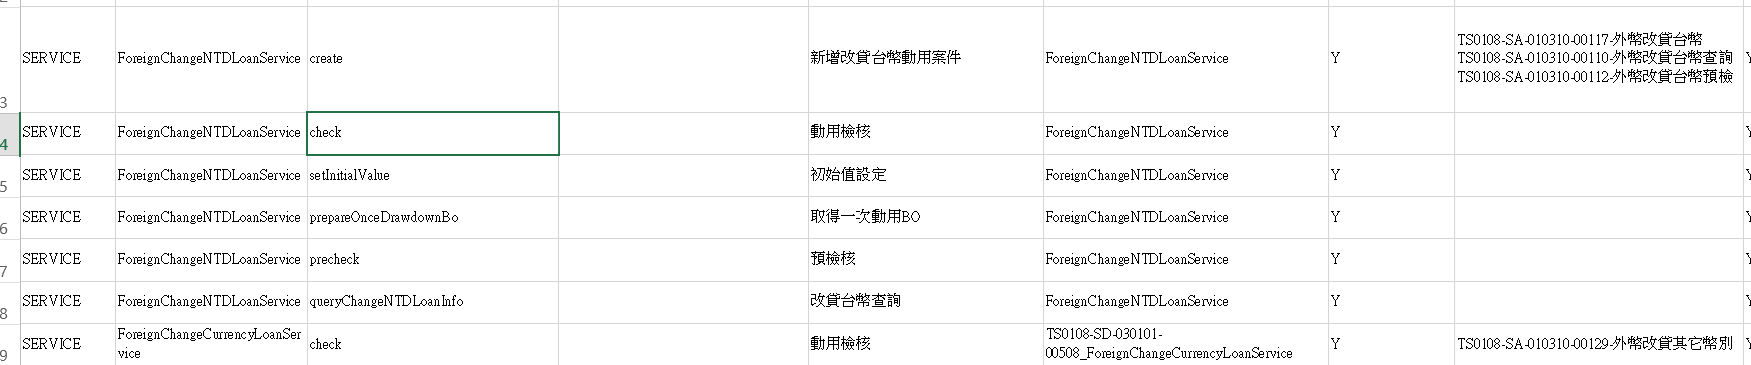 SERVICE ForeignChangeNTDLoanService create 新增改貸台幣動用案件 ForeignChangeNTDLoanService Y TS0108-SA-010310-00117-外幣改貸台幣
TS0108-SA-010310-00110-外幣改貸台幣查詢
TS0108-SA-010310-00112-外幣改貸台幣預檢
3
4 SERVICE ForeignChangeNTDLoanService check 動用檢核 ForeignChangeNTDLoanService Y
5 SERVICE ForeignChangeNTDLoanService setInitialValue 初始值設定 ForeignChangeNTDLoanService Y
6 SERVICE ForeignChangeNTDLoanService prepareOnceDrawdownBo 取得一次動用BO ForeignChangeNTDLoanService Y
7 SERVICE ForeignChangeNTDLoanService precheck 預檢核 ForeignChangeNTDLoanService Y
8 SERVICE ForeignChangeNTDLoanService queryChangeNTDLoanInfo 改貸台幣查詢 ForeignChangeNTDLoanService Y
9 SERVICE ForeignChangeCurrencyLoanSer
vice check 動用檢核 TS0108-SD-030101-
00508_ForeignChangeCurrencyLoanService Y TS0108-SA-010310-00129-外幣改貸其它幣別